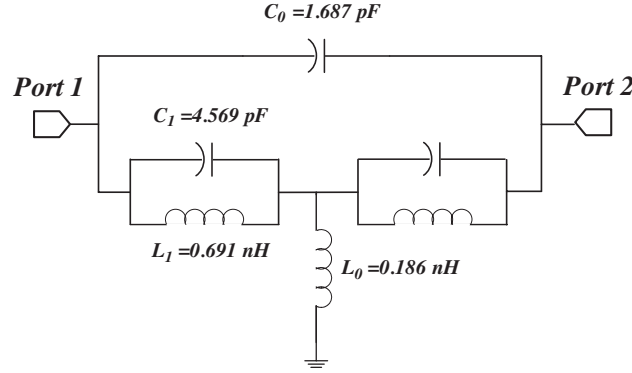 C₀ =1.687 pF
Port 1
Port 2
C₁=4.569 pF
L₁ =0.691 nH
L₀ =0.186 nH